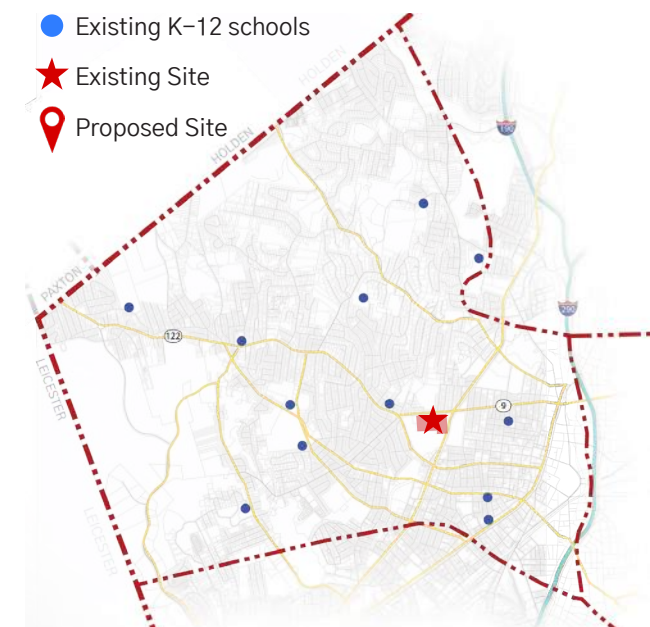 Existing K–12 schools
Existing Site
Proposed Site
HOLDEN
HOLDEN
190
PAXTON
290
122
LEICESTER
9
LEICESTER